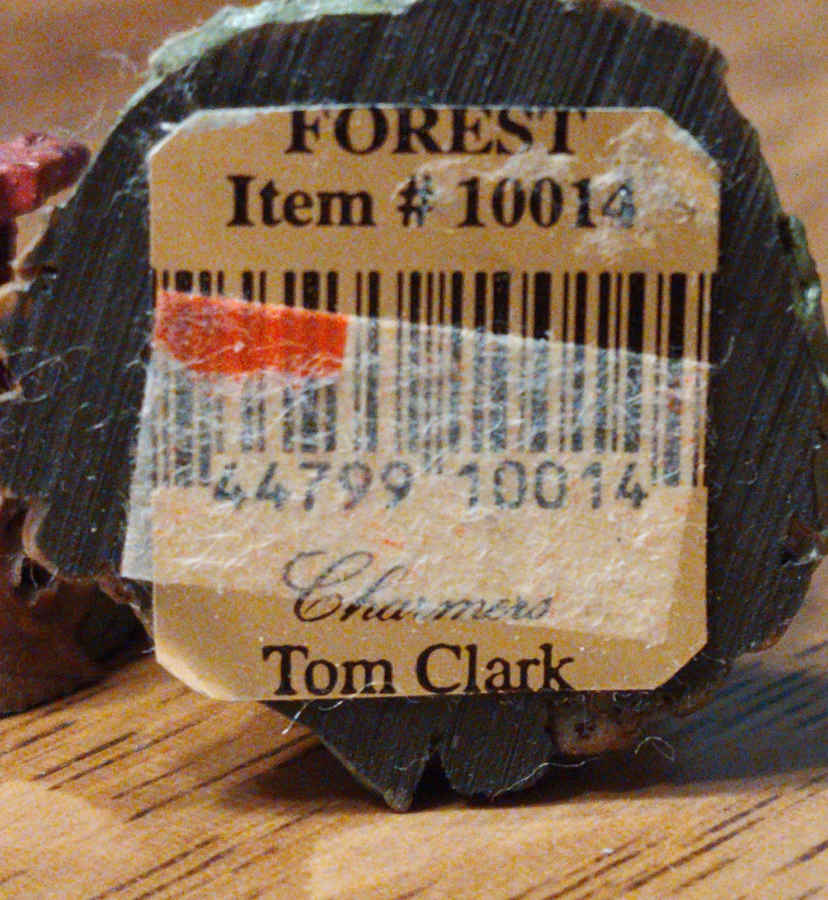 FOREST
Item # 10014
44799 10014
Charmers
Tom Clark